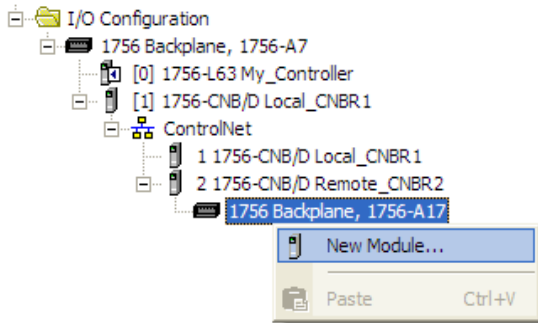 I/O Configuration
1756 Backplane, 1756-A7
[0] 1756-L63 My_Controller
[1] 1756-CNB/D Local_CNBR1
ControlNet
1 1756-CNB/D Local_CNBR1
2 1756-CNB/D Remote_CNBR2
1756 Backplane, 1756-A17
New Module...
Paste Ctrl+V